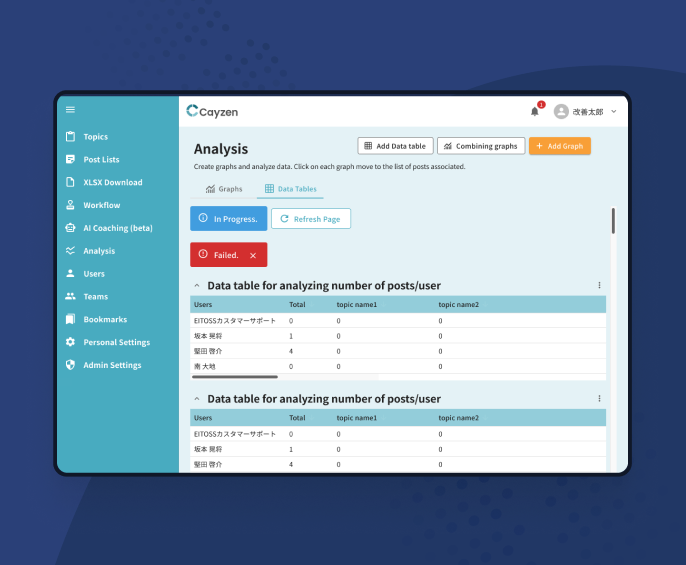 Cayzen
1
改善太郎
Topics
Post Lists
XLSX Download
Workflow
AI Coaching (beta)
Analysis
Users
Teams
Bookmarks
Personal Settings
Admin Settings
Analysis
Add Data table
Combining graphs
+ Add Graph
Create graphs and analyze data. Click on each graph move to the list of posts associated.
Graphs
Data Tables
In Progress.
Refresh Page
Failed.
Data table for analyzing number of posts/user
Users Total topic name1 topic name2
EITOSSカスタマーサポート 0 0 0
坂本 晃将 1 0 0
堅田 啓介 4 0 0
南 大地 0 0 0
Data table for analyzing number of posts/user
Users Total topic name1 topic name2
EITOSSカスタマーサポート 0 0 0
坂本 晃将 1 0 0
堅田 啓介 4 0 0